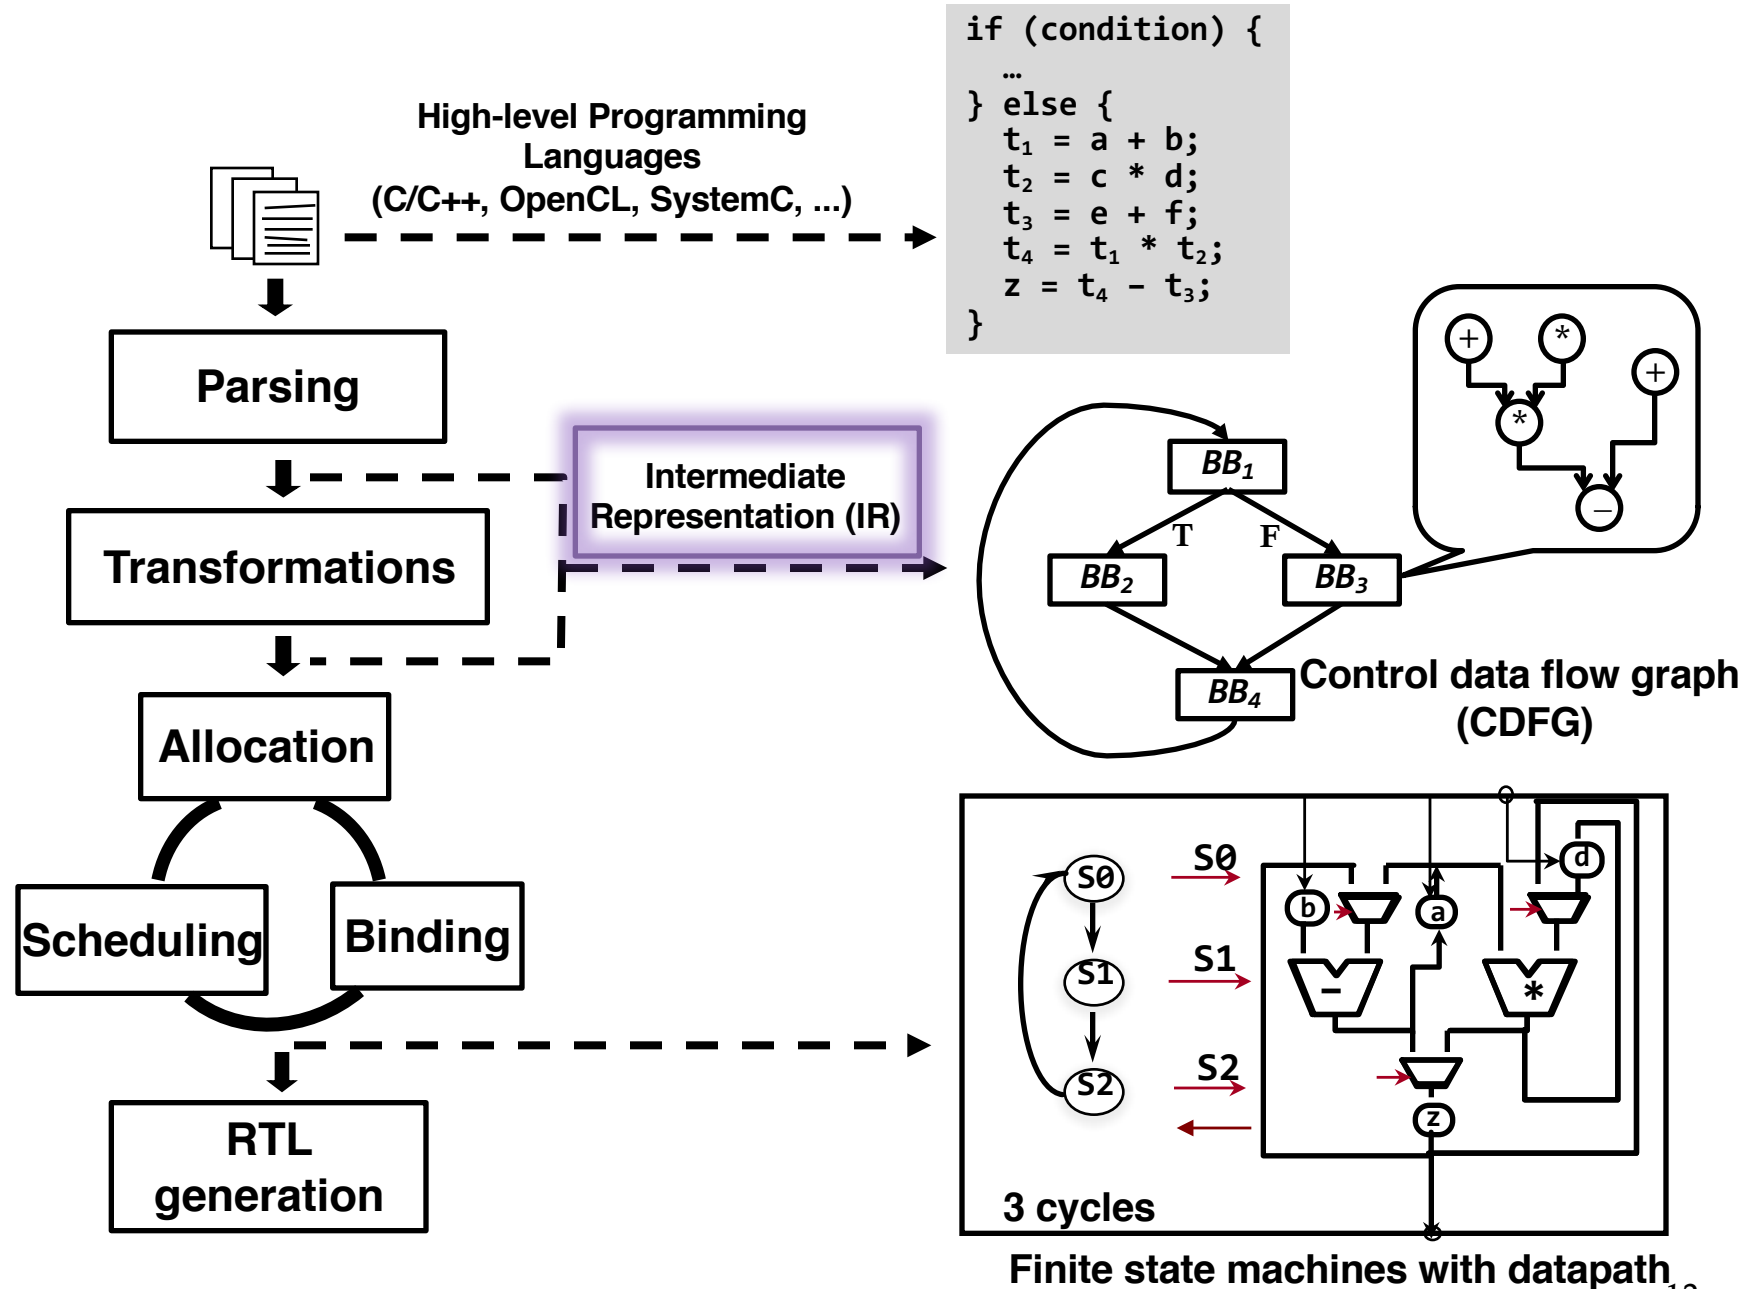 if (condition) {
…
} else {
t₁ = a + b;
t₂ = c * d;
t₃ = e + f;
t₄ = t₁ * t₂;
z = t₄ − t₃;
}
High-level Programming
Languages
(C/C++, OpenCL, SystemC, ...)
Parsing
Intermediate
Representation (IR)
Transformations
Allocation
Scheduling
Binding
RTL
generation
+
*
+
*
−
BB₁
T
F
BB₂
BB₃
BB₄
Control data flow graph
(CDFG)
S0
S1
S2
S0
S1
S2
d
b
a
-
*
z
3 cycles
Finite state machines with datapath